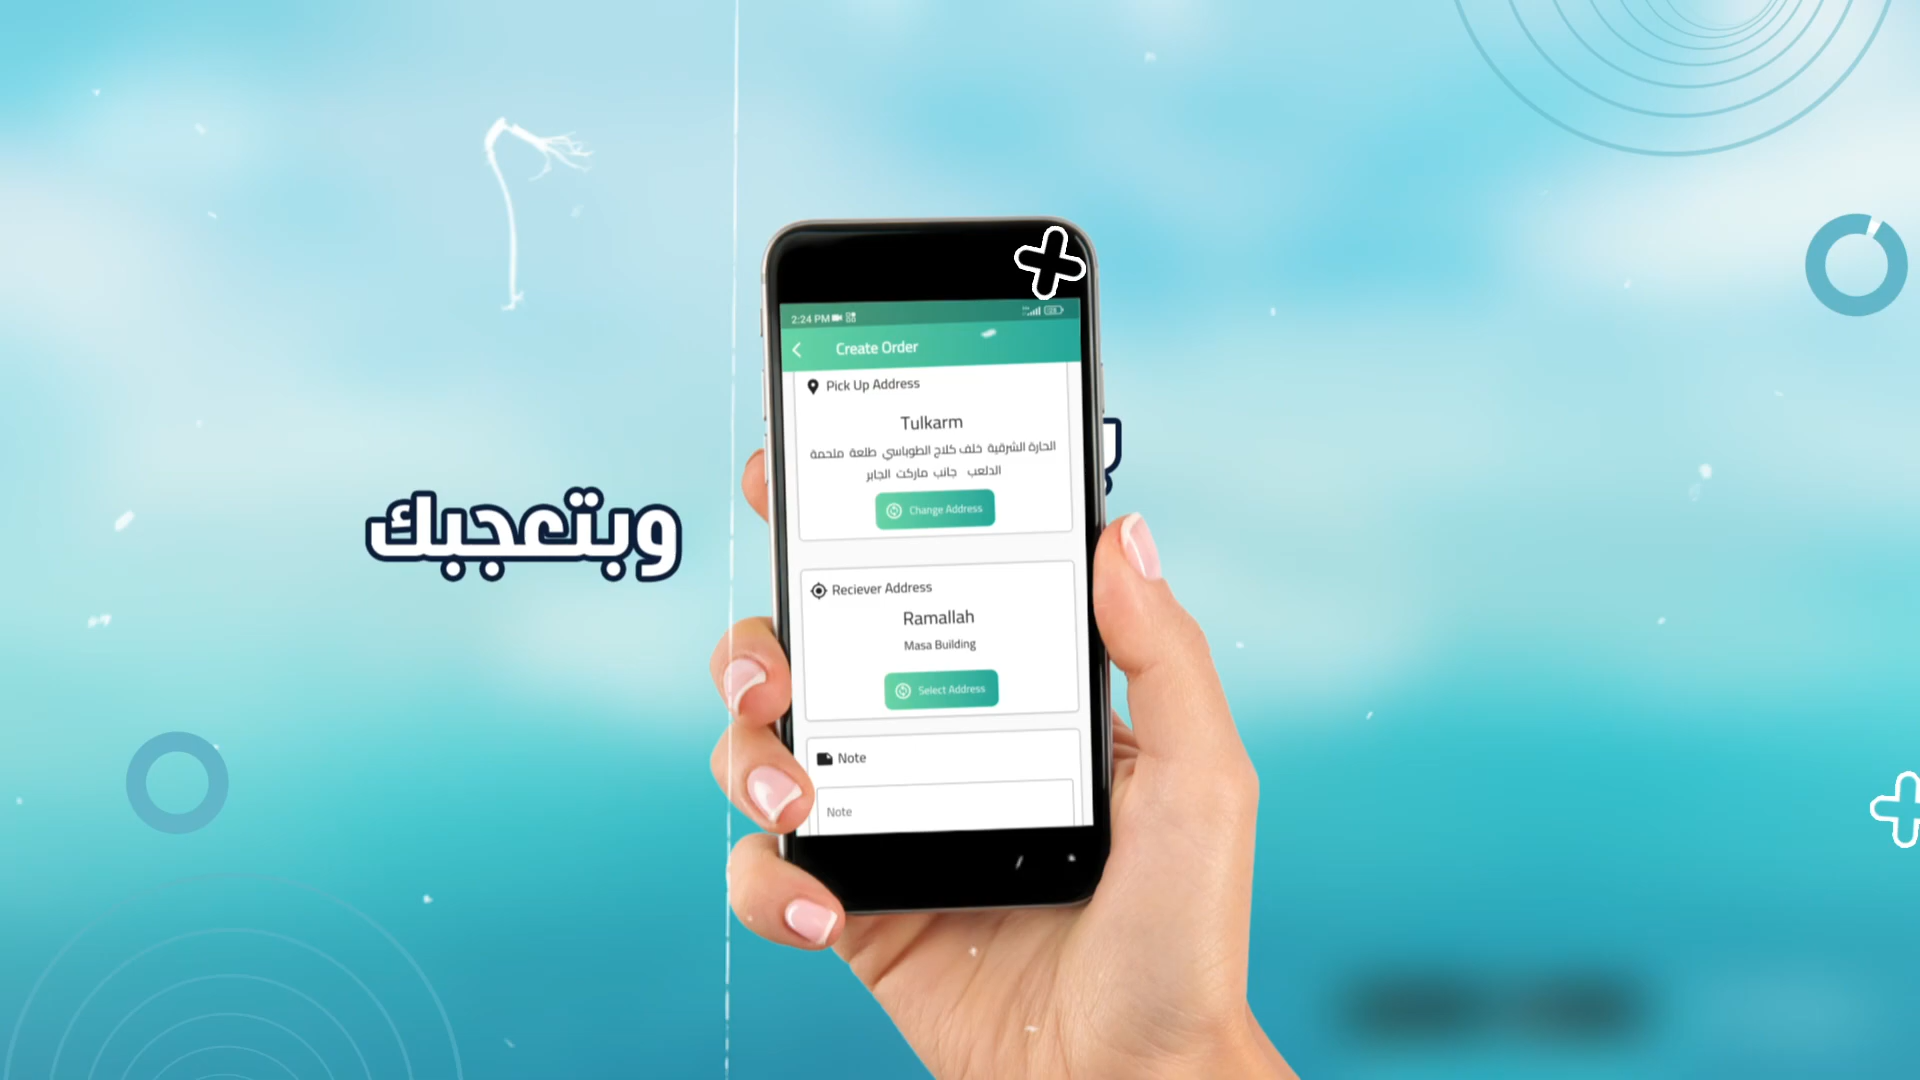 2:24 PM
Create Order
Pick Up Address
Tulkarm
الحارة الشرقية خلف كلاج الطوباسي طلعة ملحمة
الدلعب جانب ماركت الجابر
Change Address
وبتعجبك
Reciever Address
Ramallah
Masa Building
Select Address
Note
Note